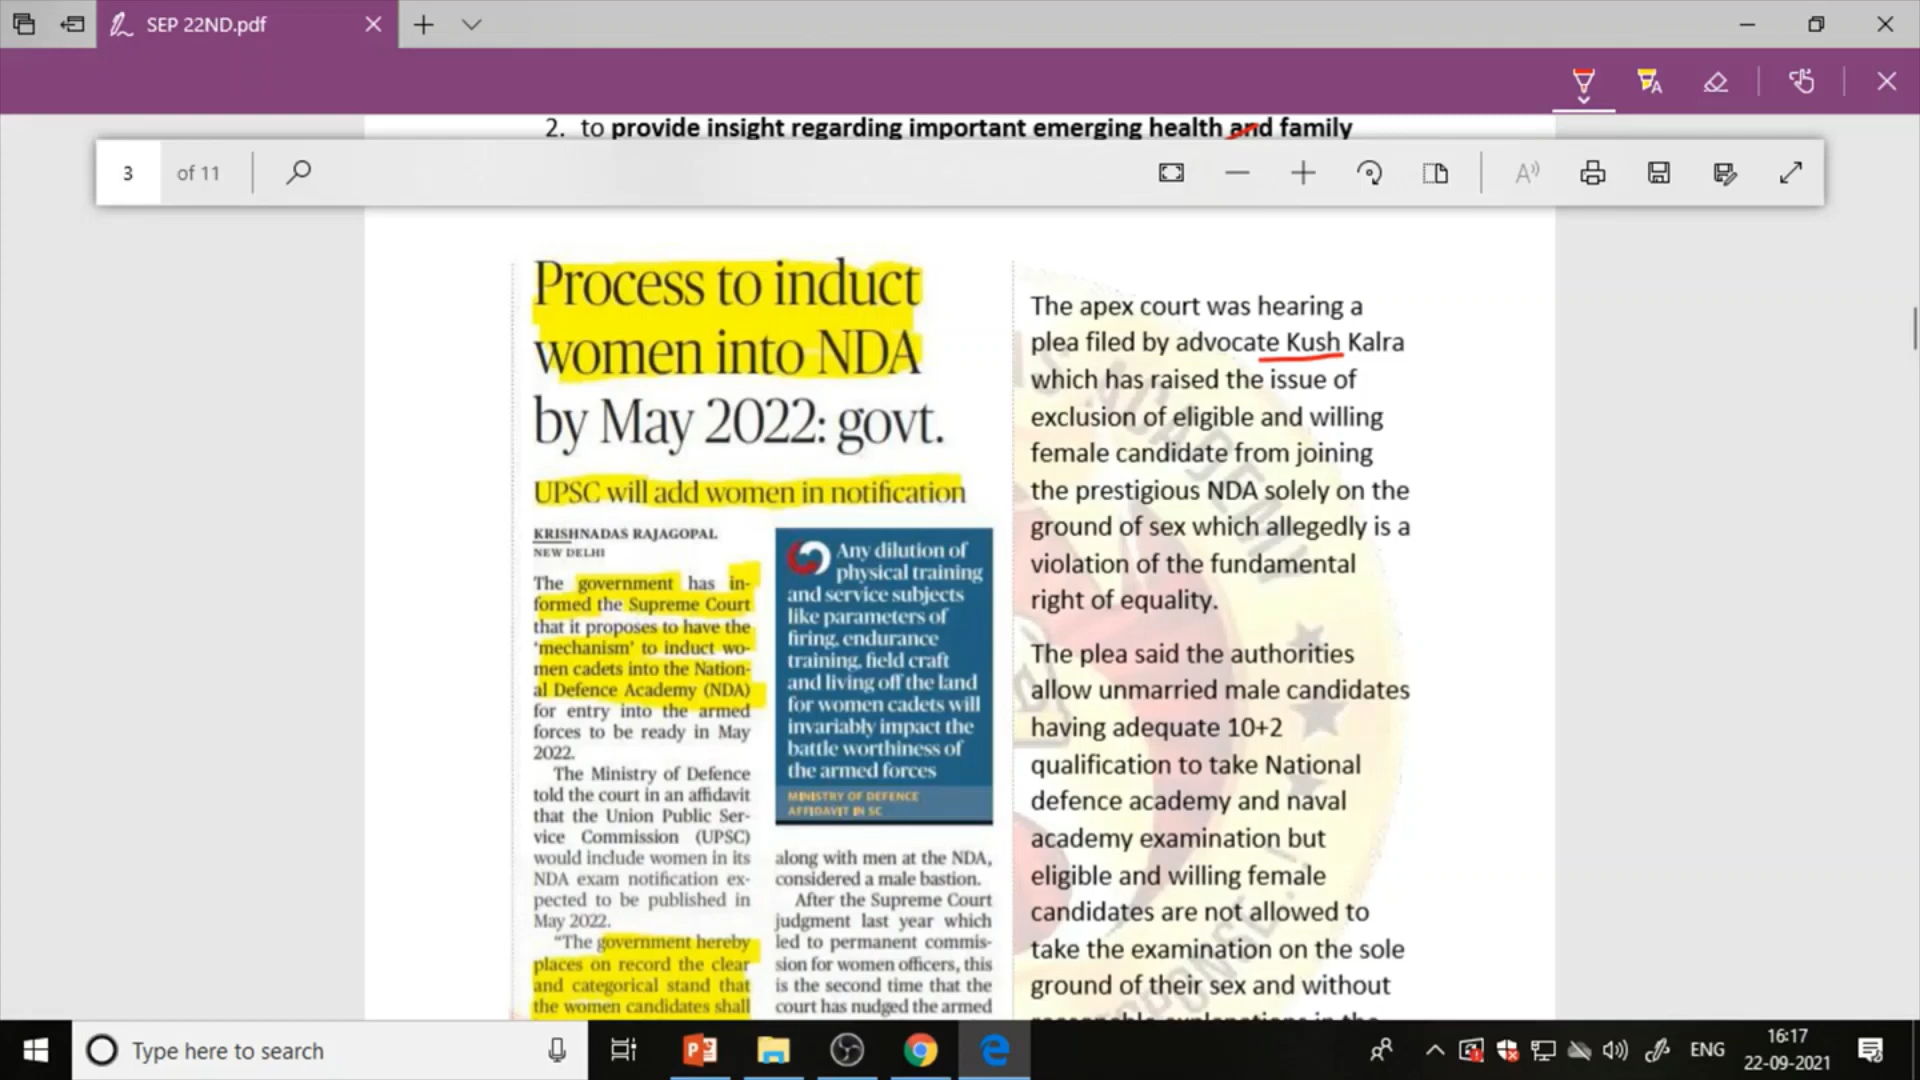 SEP 22ND.pdf
2. to provide insight regarding important emerging health and family
3 of 11
Process to induct
women into NDA
by May 2022: govt.
UPSC will add women in notification
KRISHNADAS RAJAGOPAL
NEW DELHI
The government has in-
formed the Supreme Court
that it proposes to have the
'mechanism' to induct wo-
men cadets into the Nation-
al Defence Academy (NDA)
for entry into the armed
forces to be ready in May
2022.
The Ministry of Defence
told the court in an affidavit
that the Union Public Ser-
vice Commission (UPSC)
would include women in its
NDA exam notification ex-
pected to be published in
May 2022.
"The government hereby
places on record the clear
and categorical stand that
the women candidates shall
Any dilution of
physical training
and service subjects
like parameters of
firing, endurance
training, field craft
and living off the land
for women cadets will
invariably impact the
battle worthiness of
the armed forces
MINISTRY OF DEFENCE
AFFIDAVIT IN SC
along with men at the NDA,
considered a male bastion.
After the Supreme Court
judgment last year which
led to permanent commis-
sion for women officers, this
is the second time that the
court has nudged the armed
The apex court was hearing a
plea filed by advocate Kush Kalra
which has raised the issue of
exclusion of eligible and willing
female candidate from joining
the prestigious NDA solely on the
ground of sex which allegedly is a
violation of the fundamental
right of equality.
The plea said the authorities
allow unmarried male candidates
having adequate 10+2
qualification to take National
defence academy and naval
academy examination but
eligible and willing female
candidates are not allowed to
take the examination on the sole
ground of their sex and without
ACADEMY
Type here to search
ENG
16:17
22-09-2021